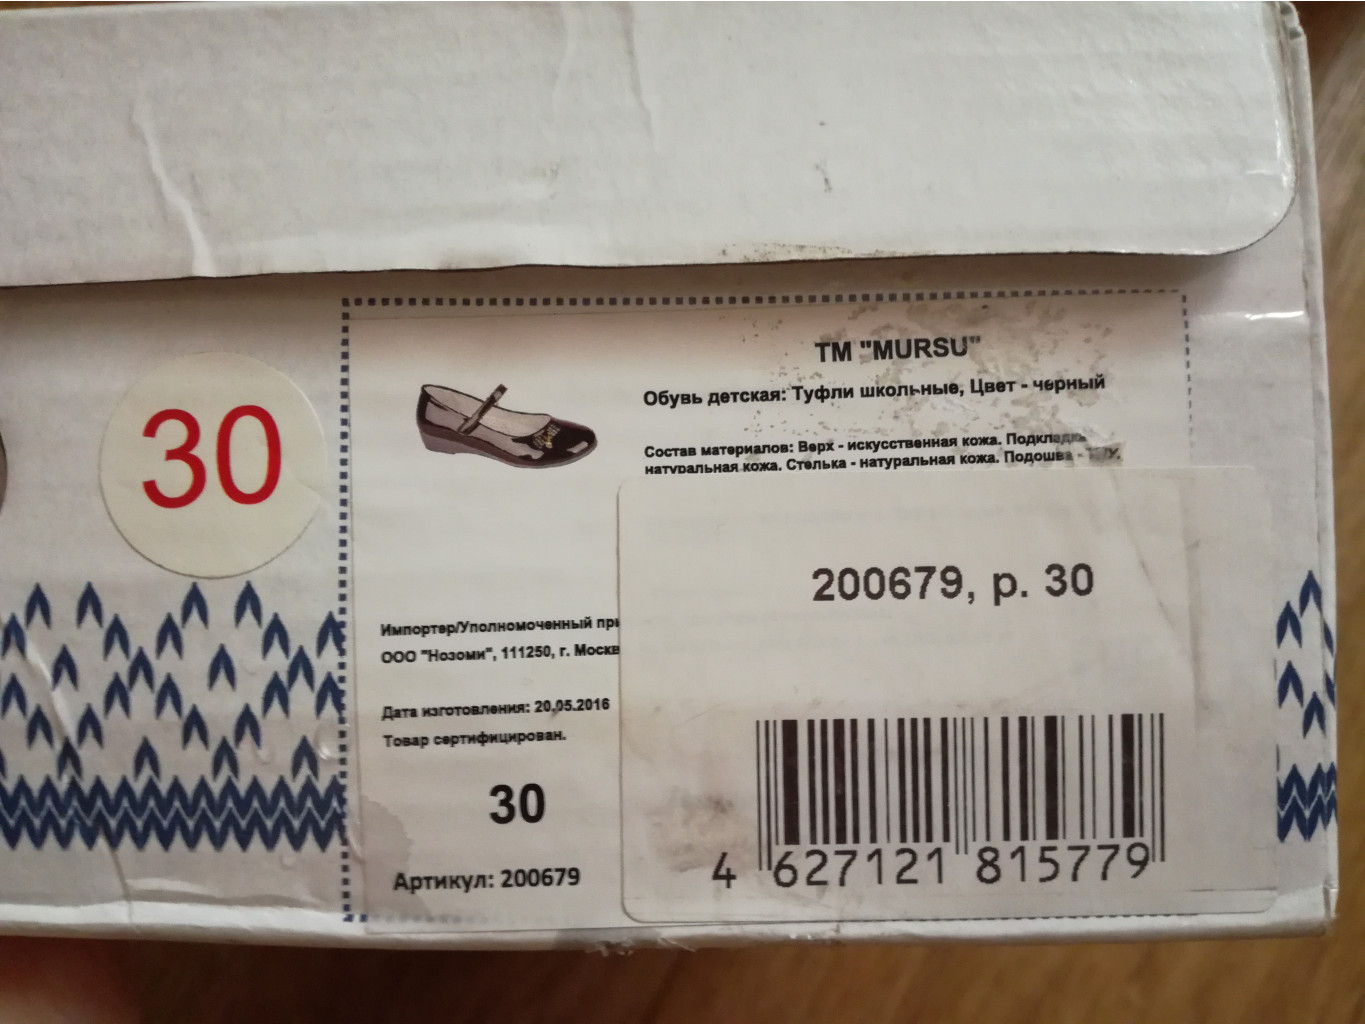 ТМ "MURSU"
Обувь детская: Туфли школьные, Цвет - черный
Состав материалов: Верх - искусственная кожа. Подкладка
натуральная кожа. Стелька - натуральная кожа. Подошва -
30
200679, р. 30
Импортер/Уполномоченный
ООО "Нозоми", 111250, г.
Дата изготовления: 20.05.2016
Товар сертифицирован.
30
Артикул: 200679
4 627121 815779